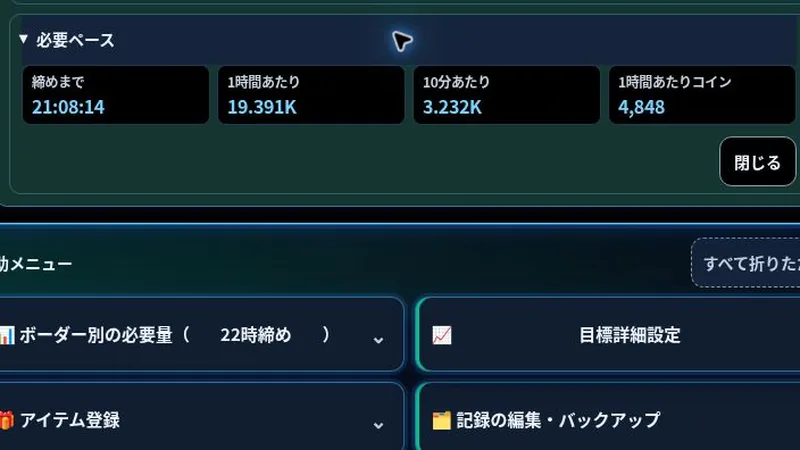 ▼ 必要ペース
締めまで
21:08:14
1時間あたり
19.391K
10分あたり
3.232K
1時間あたりコイン
4,848
閉じる
メニュー
すべて折りた
ボーダー別の必要量（ 22時締め ）
目標詳細設定
アイテム登録
記録の編集・バックアップ